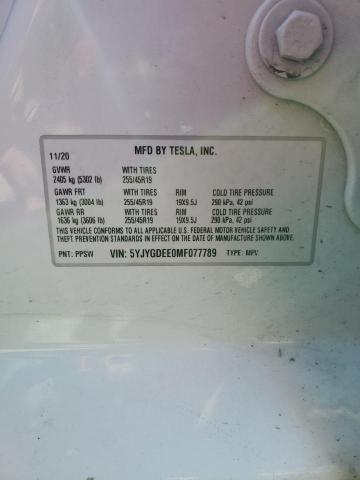 MFD BY TESLA, INC.
11/20
GVWR WITH TIRES
2405 kg (5302 lb) 255/45R19
GAWR FRT WITH TIRES RIM COLD TIRE PRESSURE
1363 kg (3004 lb) 255/45R19 19X9.5J 290 kPa, 42 psi
GAWR RR WITH TIRES RIM COLD TIRE PRESSURE
1636 kg (3606 lb) 255/45R19 19X9.5J 290 kPa, 42 psi
THIS VEHICLE CONFORMS TO ALL APPLICABLE U.S. FEDERAL MOTOR VEHICLE SAFETY AND
THEFT PREVENTION STANDARDS IN EFFECT ON THE DATE OF MANUFACTURE SHOWN ABOVE.
PNT: PPSW VIN: 5YJYGDEE0MF077789 TYPE: MPV